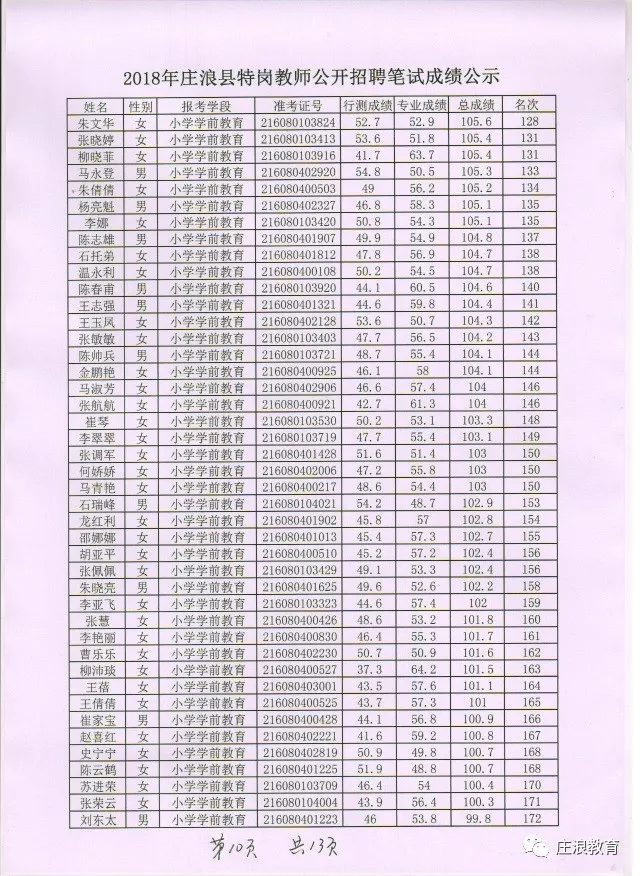 2018年庄浪县特岗教师公开招聘笔试成绩公示
姓名 性别 报考学段 准考证号 行测成绩 专业成绩 总成绩 名次
朱文华 女 小学学前教育 216080103824 52.7 52.9 105.6 128
张晓婷 女 小学学前教育 216080103413 53.6 51.8 105.4 131
柳晓菲 女 小学学前教育 216080103916 41.7 63.7 105.4 131
马永登 男 小学学前教育 216080402920 54.8 50.5 105.3 133
朱倩倩 女 小学学前教育 216080400503 49 56.2 105.2 134
杨亮魁 男 小学学前教育 216080402327 46.8 58.3 105.1 135
李娜 女 小学学前教育 216080103420 50.8 54.3 105.1 135
陈志雄 男 小学学前教育 216080401907 49.9 54.9 104.8 137
石托弟 女 小学学前教育 216080401812 47.8 56.9 104.7 138
温永利 女 小学学前教育 216080400108 50.2 54.5 104.7 138
陈春甫 男 小学学前教育 216080103920 44.1 60.5 104.6 140
王志强 男 小学学前教育 216080401321 44.6 59.8 104.4 141
王玉凤 女 小学学前教育 216080402128 53.6 50.7 104.3 142
张敏敏 女 小学学前教育 216080103403 47.7 56.5 104.2 143
陈帅兵 男 小学学前教育 216080103721 48.7 55.4 104.1 144
金鹏艳 女 小学学前教育 216080400925 46.1 58 104.1 144
马淑芳 女 小学学前教育 216080402906 46.6 57.4 104 146
张航航 女 小学学前教育 216080400921 42.7 61.3 104 146
崔琴 女 小学学前教育 216080103530 50.2 53.1 103.3 148
李翠翠 女 小学学前教育 216080103719 47.7 55.4 103.1 149
张调军 女 小学学前教育 216080401428 51.6 51.4 103 150
何娇娇 女 小学学前教育 216080402006 47.2 55.8 103 150
马青艳 女 小学学前教育 216080400217 48.6 54.4 103 150
石瑞峰 男 小学学前教育 216080104021 54.2 48.7 102.9 153
龙红利 女 小学学前教育 216080401902 45.8 57 102.8 154
邵娜娜 女 小学学前教育 216080401013 45.4 57.3 102.7 155
胡亚平 女 小学学前教育 216080400510 45.2 57.2 102.4 156
张佩佩 女 小学学前教育 216080103429 49.1 53.3 102.4 156
朱晓亮 男 小学学前教育 216080401625 49.6 52.6 102.2 158
李亚飞 女 小学学前教育 216080103323 44.6 57.4 102 159
张慧 女 小学学前教育 216080400426 48.6 53.2 101.8 160
李艳丽 女 小学学前教育 216080400830 46.4 55.3 101.7 161
曹乐乐 女 小学学前教育 216080402230 50.7 50.9 101.6 162
柳沛琰 女 小学学前教育 216080400527 37.3 64.2 101.5 163
王蓓 女 小学学前教育 216080403001 43.5 57.6 101.1 164
王倩倩 女 小学学前教育 216080400525 43.7 57.3 101 165
崔家宝 男 小学学前教育 216080400428 44.1 56.8 100.9 166
赵喜红 女 小学学前教育 216080402221 41.6 59.2 100.8 167
史宁宁 女 小学学前教育 216080402819 50.9 49.8 100.7 168
陈云鹤 女 小学学前教育 216080401225 51.9 48.8 100.7 168
苏进荣 女 小学学前教育 216080103709 46.4 54 100.4 170
张荣云 女 小学学前教育 216080104004 43.9 56.4 100.3 171
刘东太 男 小学学前教育 216080401223 46 53.8 99.8 172
第10页 共13页
庄浪教育